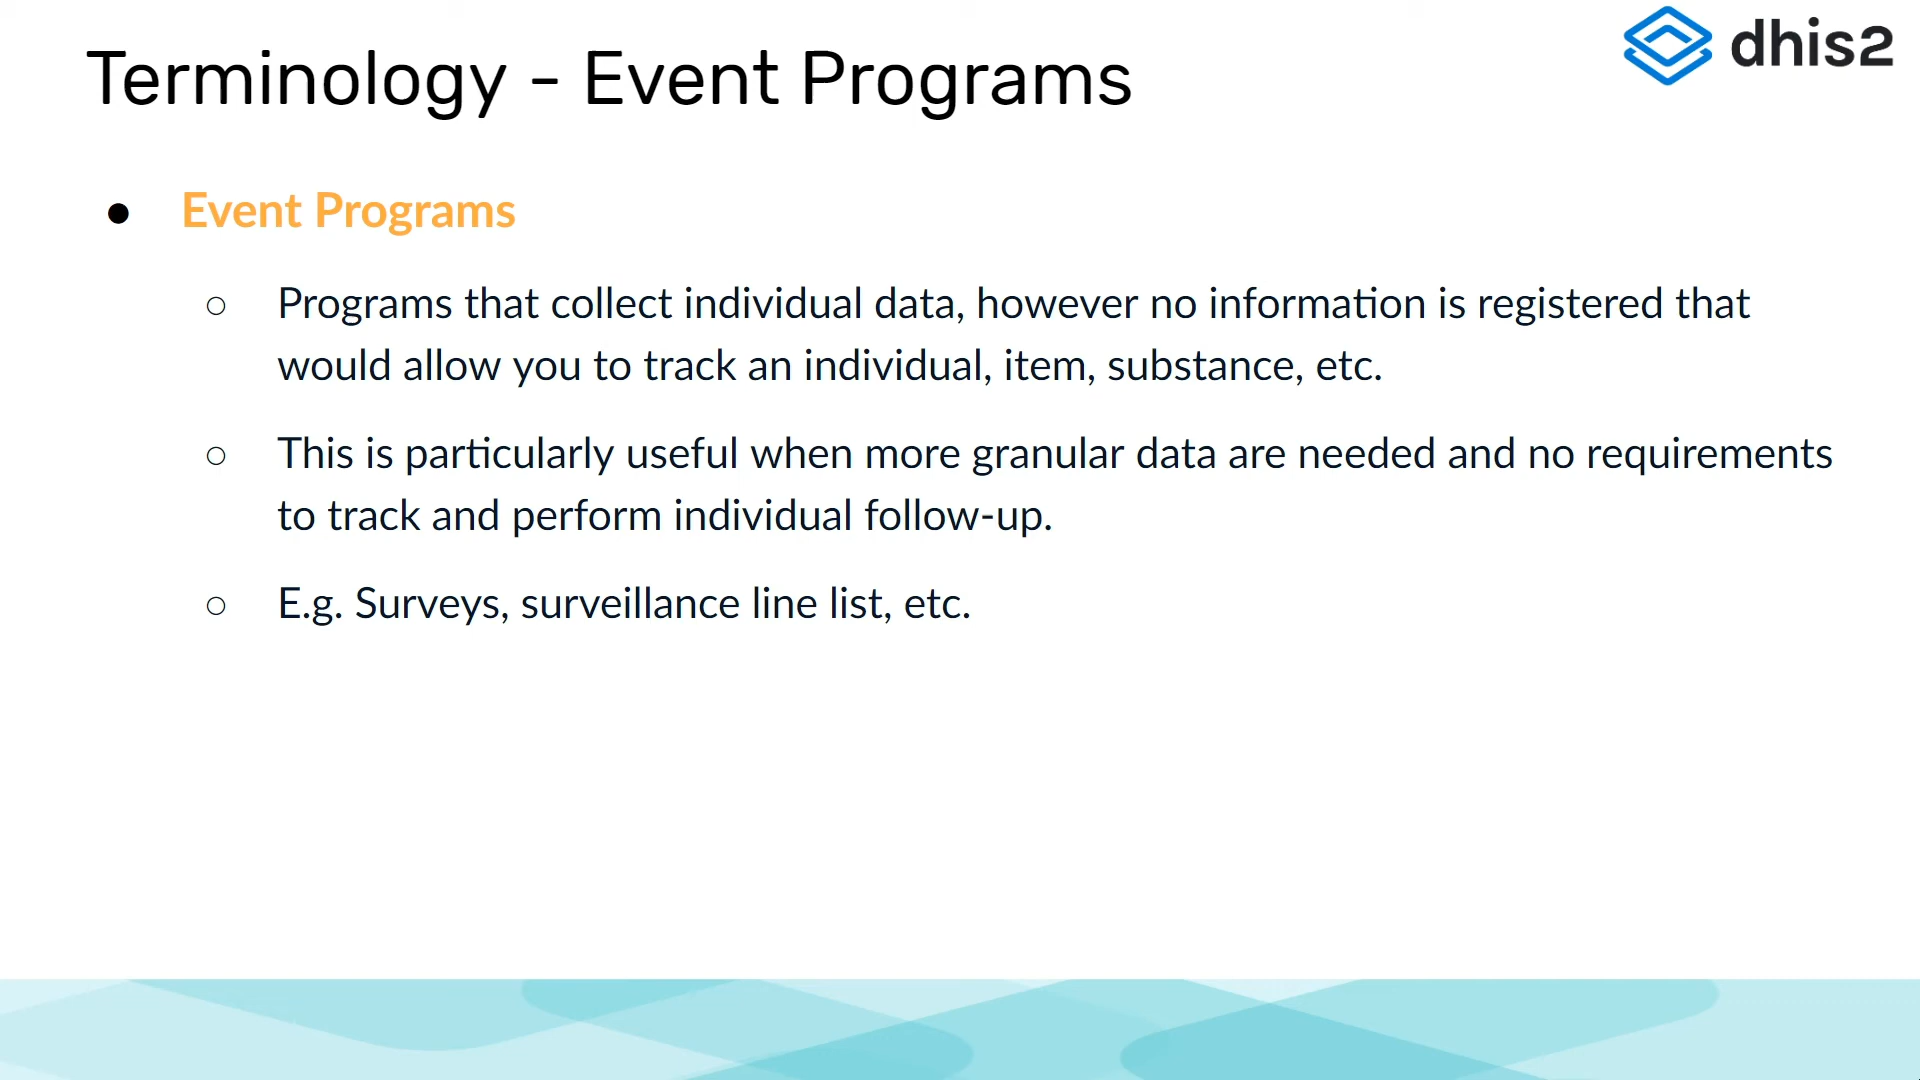 Terminology - Event Programs
dhis2
● Event Programs
○ Programs that collect individual data, however no information is registered that
would allow you to track an individual, item, substance, etc.
○ This is particularly useful when more granular data are needed and no requirements
to track and perform individual follow-up.
○ E.g. Surveys, surveillance line list, etc.